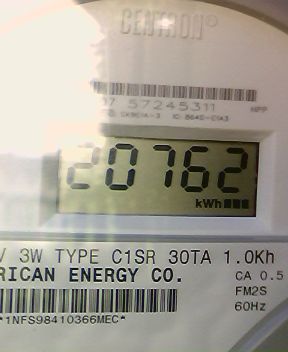 CENTRON®
57245311
20762
kWh
V 3W TYPE C1SR 30TA 1.0Kh
RICAN ENERGY CO.
CA 0.5
FM2S
60Hz
*1NFS98410366MEC*